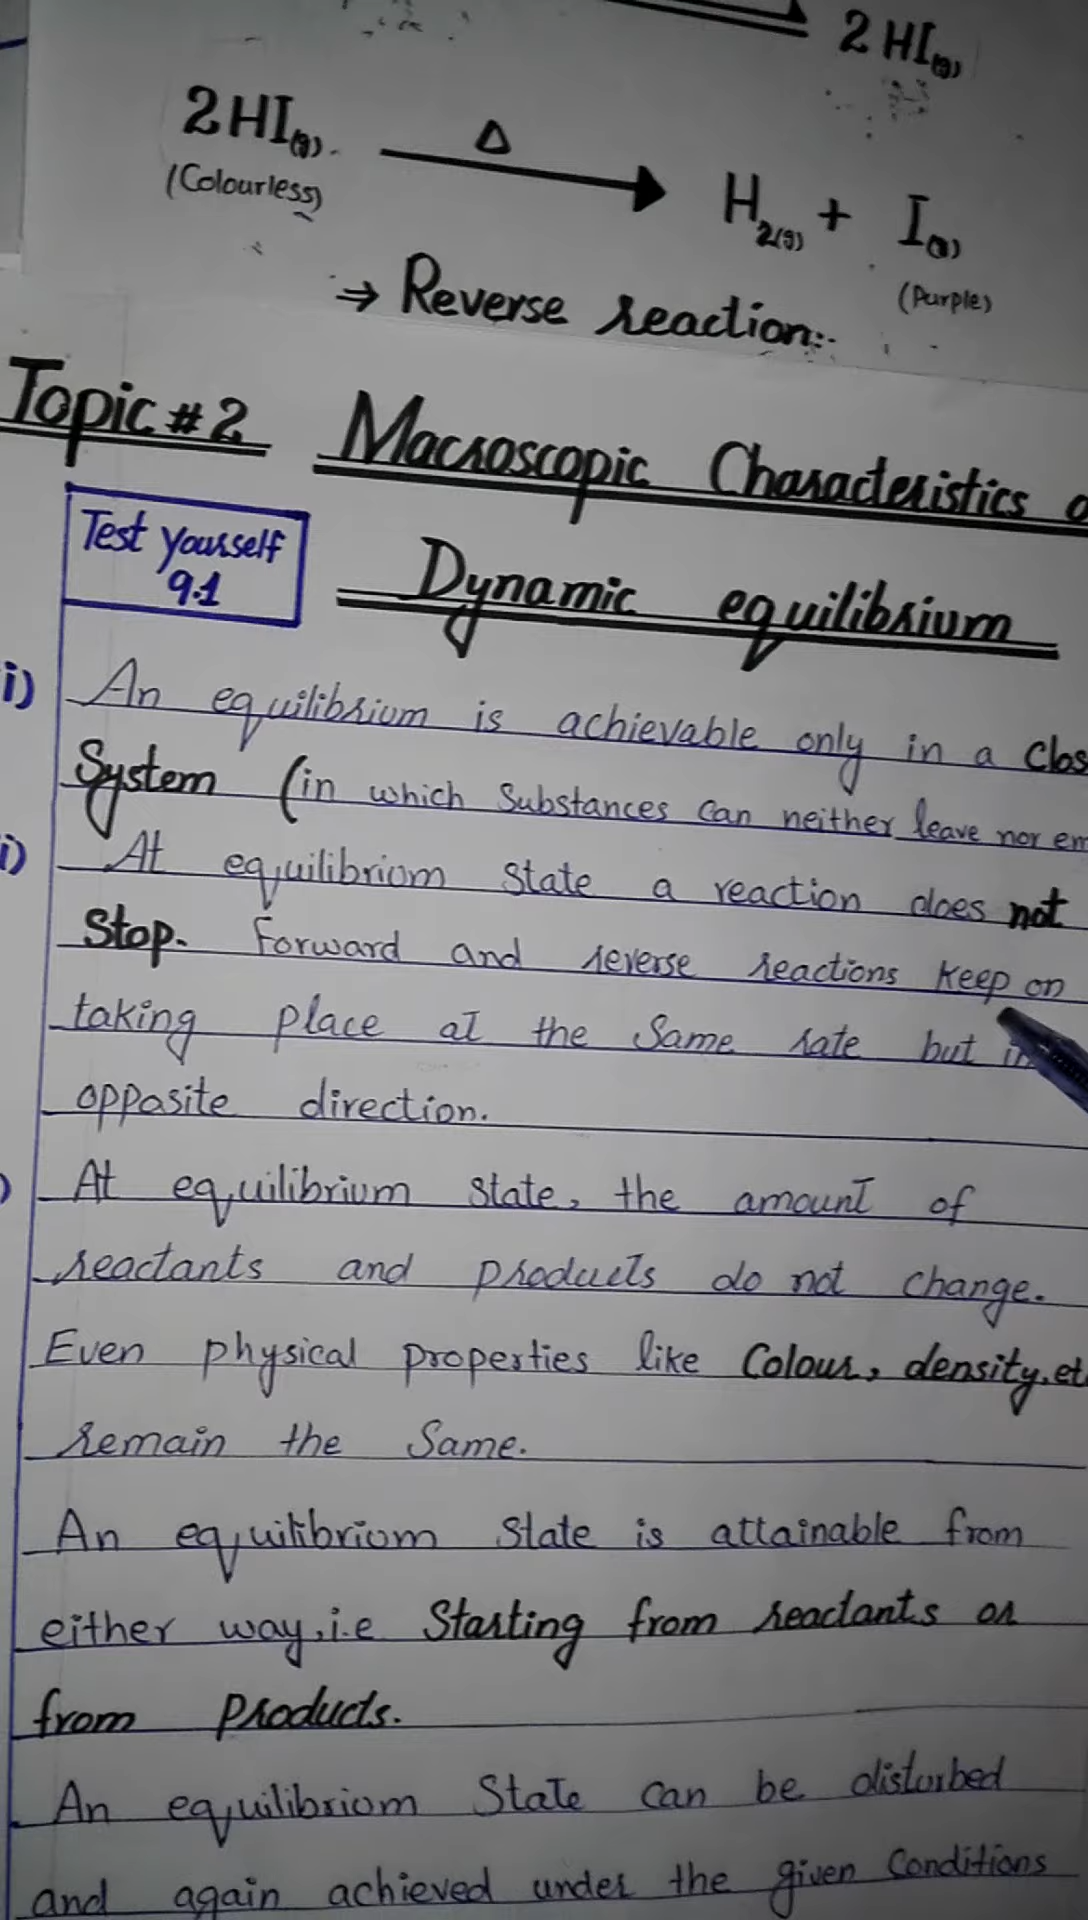 2HI(g)
2HI(g) Δ → H2(g) + I(g)
(Colourless)
(Purple)
⇒ Reverse reaction:-
Topic #2 Macroscopic Characteristics o
Test yourself
9.1
Dynamic equilibrium
i) An equilibrium is achievable only in a Clos
System (in which Substances can neither leave nor en
i) At equilibrium State a reaction does not
Stop. Forward and reverse reactions keep on
taking place at the Same rate but in
opposite direction.
) At equilibrium state, the amount of
reactants and products do not change.
Even physical properties like Colour, density, et
remain the Same.
An equilibrium State is attainable from
either way, i.e Starting from reactants or
from Products.
An equilibrium State can be disturbed
and again achieved under the given Conditions